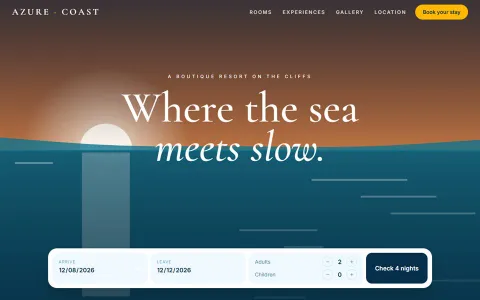 AZURE · COAST
ROOMS EXPERIENCES GALLERY LOCATION Book your stay
A BOUTIQUE RESORT ON THE CLIFFS
Where the sea
meets slow.
ARRIVE
12/08/2026
LEAVE
12/12/2026
Adults − 2 +
Children − 0 +
Check 4 nights